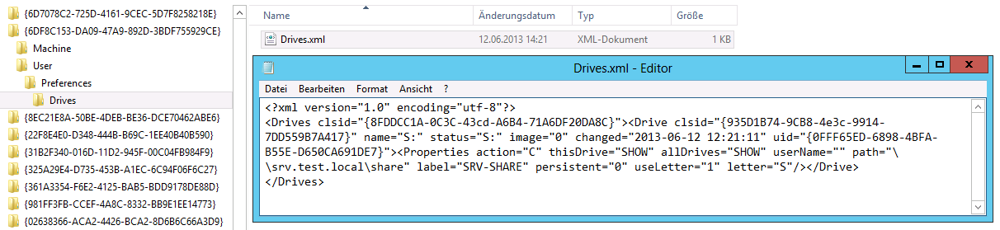 {6D7078C2-725D-4161-9CEC-5D7F8258218E}
{6DF8C153-DA09-47A9-892D-3BDF755929CE}
Machine
User
Preferences
Drives
{8EC21E8A-50BE-4DEB-BE36-DCE70462ABE6}
{22F8E4E0-D348-444B-B69C-1EE40B40B590}
{31B2F340-016D-11D2-945F-00C04FB984F9}
{325A29E4-D735-453B-A1EC-6C94F06F6C27}
{361A3354-F6E2-4125-BAB5-BDD9178DE88D}
{981FF3FB-CCEF-4A8C-8332-BB9E1EE14773}
{02638366-ACA2-4426-BCA2-8D6B6C66A3D9}
Name Änderungsdatum Typ Größe
Drives.xml 12.06.2013 14:21 XML-Dokument 1 KB
Drives.xml - Editor
Datei Bearbeiten Format Ansicht ?
<?xml version="1.0" encoding="utf-8"?>
<Drives clsid="{8FDDCC1A-0C3C-43cd-A6B4-71A6DF20DA8C}"><Drive clsid="{935D1B74-9CB8-4e3c-9914-
7DD559B7A417}" name="S:" status="S:" image="0" changed="2013-06-12 12:21:11" uid="{0FFF65ED-6898-4BFA-
B55E-D650CA691DE7}"><Properties action="C" thisDrive="SHOW" allDrives="SHOW" userName="" path="\
\srv.test.local\share" label="SRV-SHARE" persistent="0" useLetter="1" letter="S"/></Drive>
</Drives>